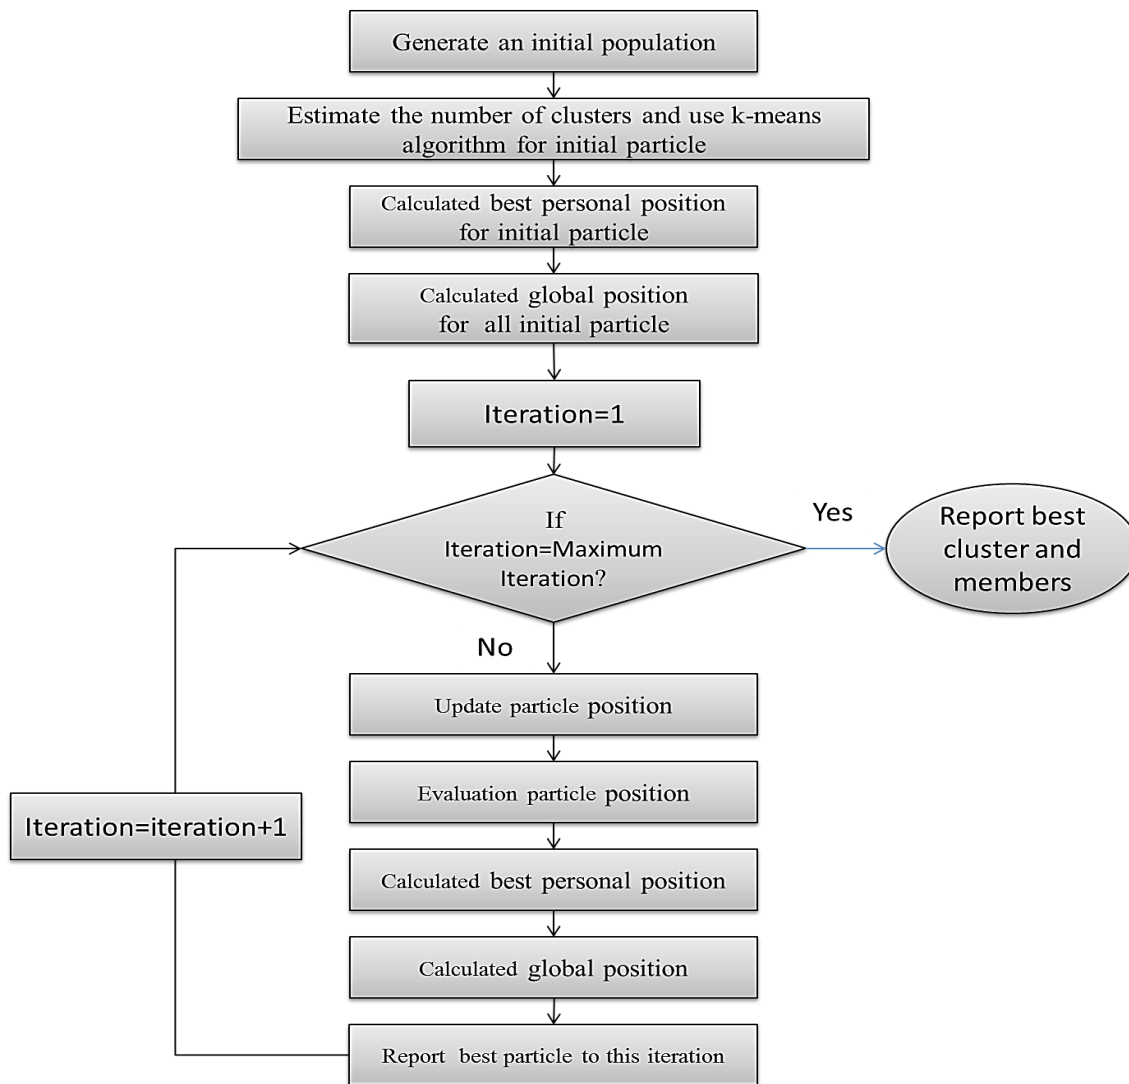 Generate an initial population
Estimate the number of clusters and use k-means
algorithm for initial particle
Calculated best personal position
for initial particle
Calculated global position
for all initial particle
Iteration=1
If
Iteration=Maximum
Iteration?
Yes
Report best
cluster and
members
No
Update particle position
Evaluation particle position
Iteration=iteration+1
Calculated best personal position
Calculated global position
Report best particle to this iteration